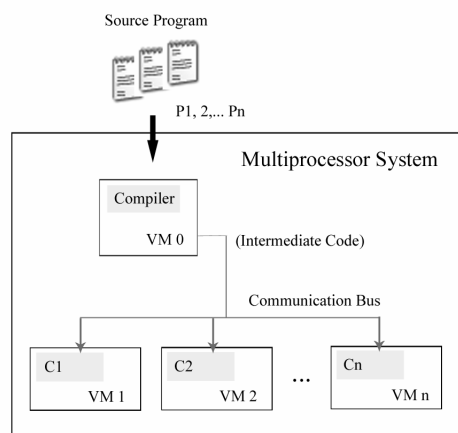 Source Program
P1, 2,... Pn
Multiprocessor System
Compiler
VM 0
(Intermediate Code)
Communication Bus
C1
VM 1
C2
VM 2
...
Cn
VM n